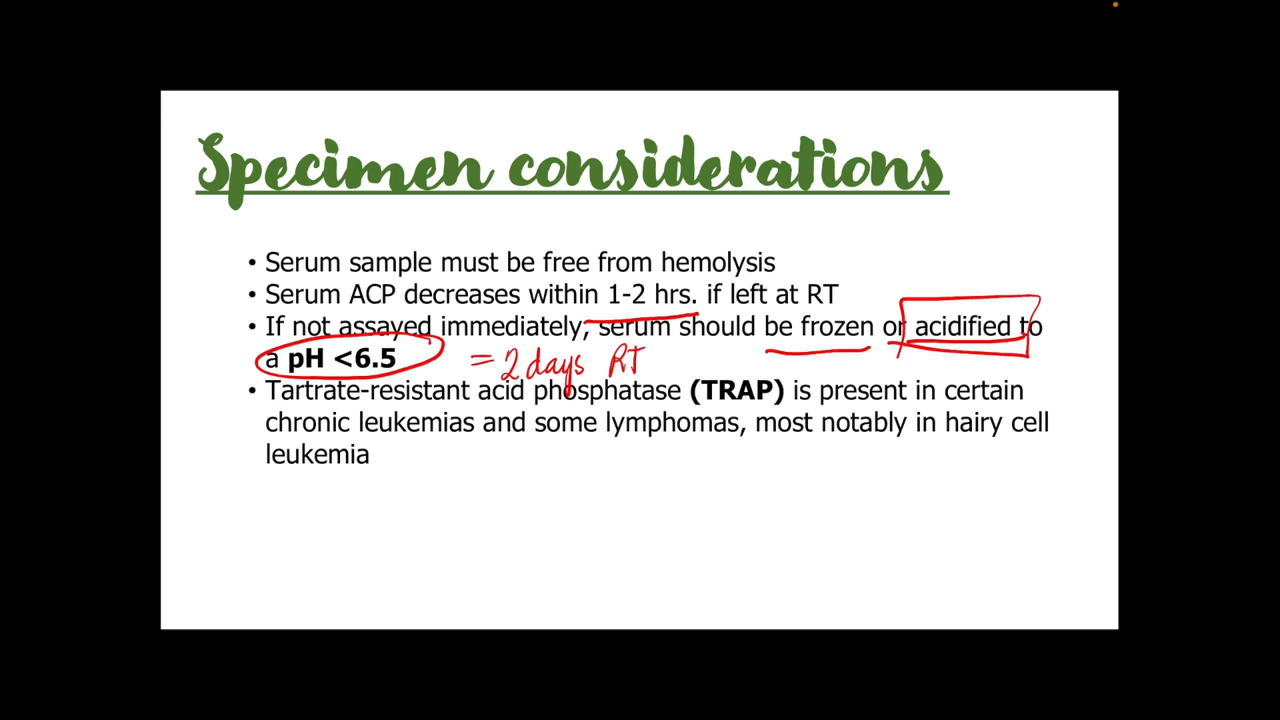 Specimen considerations
• Serum sample must be free from hemolysis
• Serum ACP decreases within 1-2 hrs. if left at RT
• If not assayed immediately, serum should be frozen or acidified to
a pH <6.5 = 2 days RT
• Tartrate-resistant acid phosphatase (TRAP) is present in certain
chronic leukemias and some lymphomas, most notably in hairy cell
leukemia